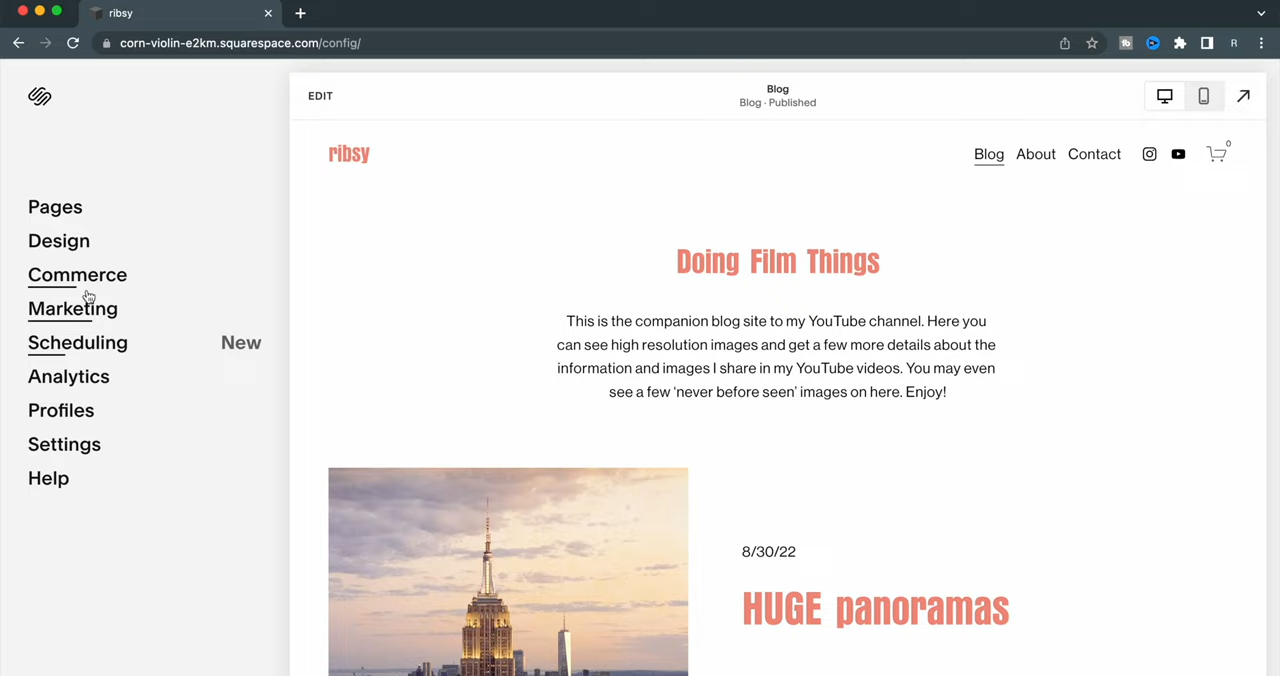 ribsy
corn-violin-e2km.squarespace.com/config/
R
EDIT
Blog
Blog · Published
ribsy
Blog About Contact
0
Pages
Design
Commerce
Marketing
Scheduling New
Analytics
Profiles
Settings
Help
Doing Film Things
This is the companion blog site to my YouTube channel. Here you
can see high resolution images and get a few more details about the
information and images I share in my YouTube videos. You may even
see a few ‘never before seen’ images on here. Enjoy!
8/30/22
HUGE panoramas